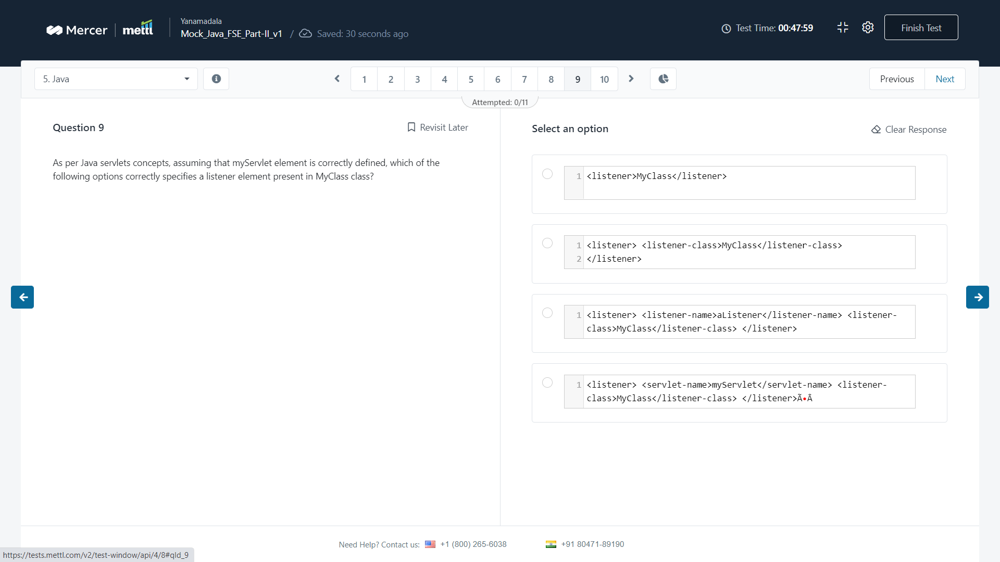 Mercer
mettl
Yanamadala
Mock_Java_FSE_Part-II_v1 / Saved: 30 seconds ago
Test Time: 00:47:59
Finish Test
5. Java
1 2 3 4 5 6 7 8 9 10
Previous
Next
Attempted: 0/11
Question 9
Revisit Later
As per Java servlets concepts, assuming that myServlet element is correctly defined, which of the
following options correctly specifies a listener element present in MyClass class?
Select an option
Clear Response
1 <listener>MyClass</listener>
1 <listener> <listener-class>MyClass</listener-class>
2 </listener>
1 <listener> <listener-name>aListener</listener-name> <listener-
class>MyClass</listener-class> </listener>
1 <listener> <servlet-name>myServlet</servlet-name> <listener-
class>MyClass</listener-class> </listener>Ã•Â
Need Help? Contact us: +1 (800) 265-6038 +91 80471-89190
https://tests.mettl.com/v2/test-window/api/4/8#qId_9